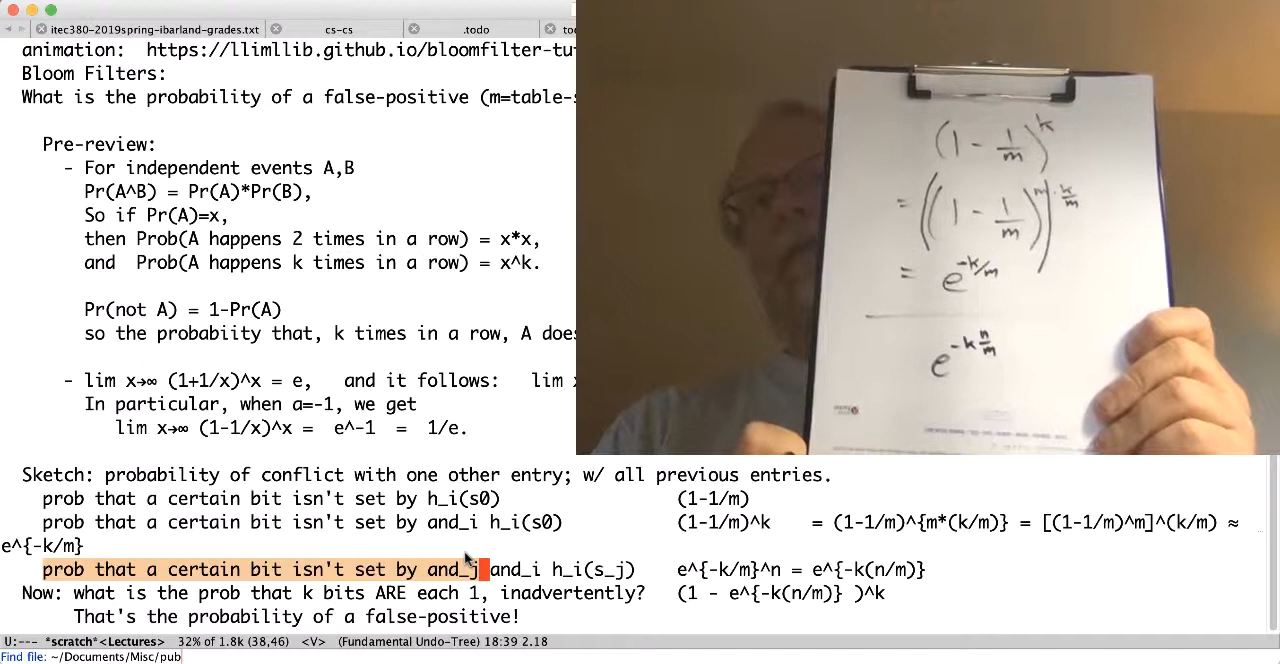 itec380-2019spring-ibarland-grades.txt cs-cs .todo
animation: https://llimllib.github.io/bloomfilter-tu
Bloom Filters:
What is the probability of a false-positive (m=table-s
Pre-review:
- For independent events A,B
Pr(A^B) = Pr(A)*Pr(B),
So if Pr(A)=x,
then Prob(A happens 2 times in a row) = x*x,
and Prob(A happens k times in a row) = x^k.
Pr(not A) = 1-Pr(A)
so the probabiity that, k times in a row, A does
- lim x→∞ (1+1/x)^x = e, and it follows: lim
In particular, when a=-1, we get
lim x→∞ (1-1/x)^x = e^-1 = 1/e.
Sketch: probability of conflict with one other entry; w/ all previous entries.
prob that a certain bit isn't set by h_i(s0) (1-1/m)
prob that a certain bit isn't set by and_i h_i(s0) (1-1/m)^k = (1-1/m)^{m*(k/m)} = [(1-1/m)^m]^(k/m) ≈
e^{-k/m}
prob that a certain bit isn't set by and_j and_i h_i(s_j) e^{-k/m}^n = e^{-k(n/m)}
Now: what is the prob that k bits ARE each 1, inadvertently? (1 - e^{-k(n/m)} )^k
That's the probability of a false-positive!
U:--- *scratch*<Lectures> 32% of 1.8k (38,46) <V> (Fundamental Undo-Tree) 18:39 2.18
Find file: ~/Documents/Misc/pub
(1 - 1/m)^k
= ((1 - 1/m)^m)^{·k/m}
= e^{-k/m}
e^{-k n/m}